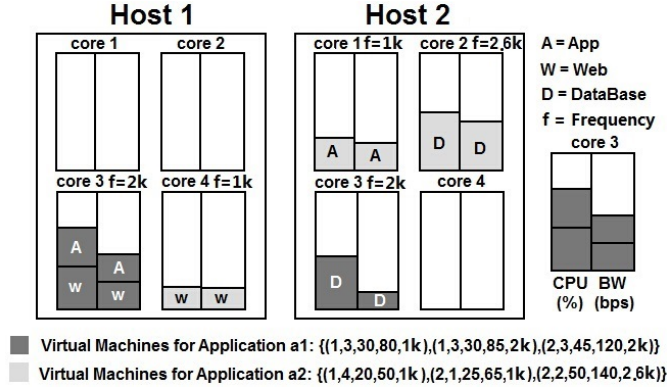 Host 1
Host 2
core 1
core 2
core 1 f=1k
core 2 f=2.6k
A = App
W = Web
D = DataBase
f = Frequency
A
A
D
D
core 3 f=2k
core 4 f=1k
core 3 f=2k
core 4
core 3
A
A
w
w
w
w
D
D
CPU
(%)
BW
(bps)
Virtual Machines for Application a1: {(1,3,30,80,1k),(1,3,30,85,2k),(2,3,45,120,2k)}
Virtual Machines for Application a2: {(1,4,20,50,1k),(2,1,25,65,1k),(2,2,50,140,2,6k)}